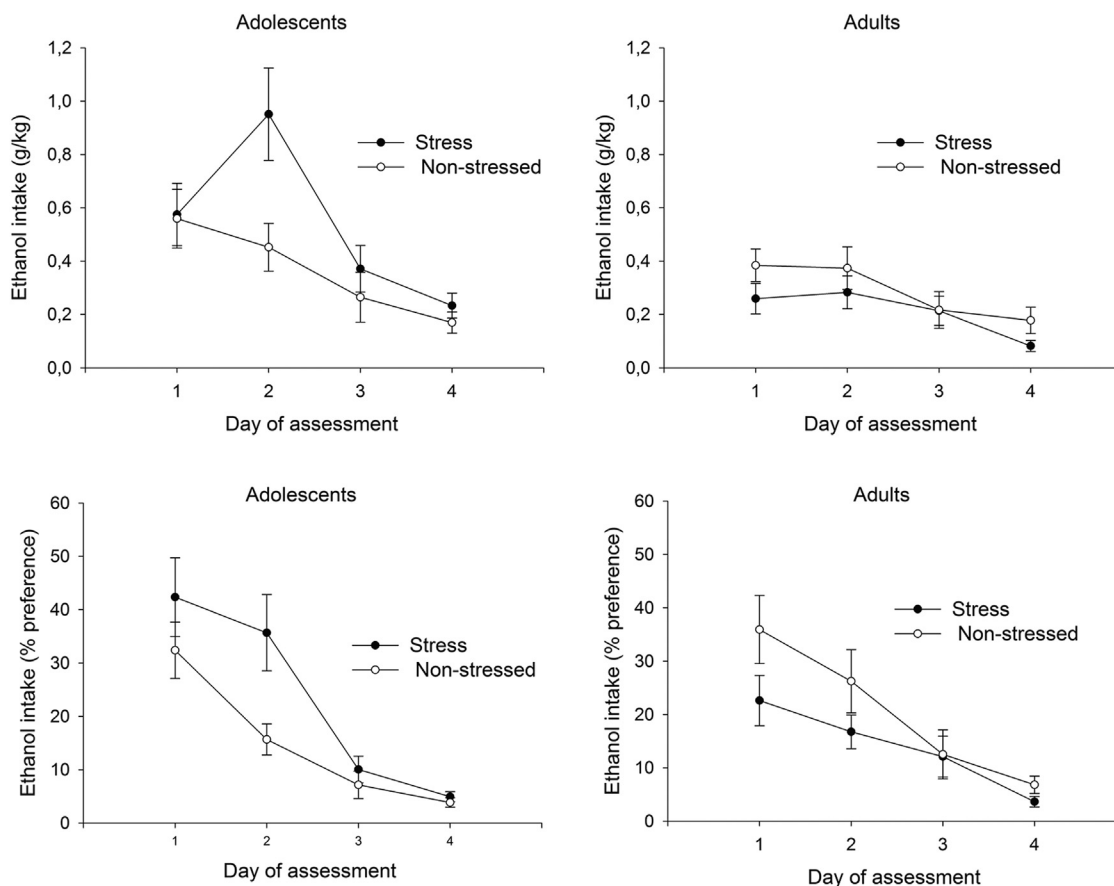 Adolescents
Ethanol intake (g/kg)
1,2
1,0
0,8
0,6
0,4
0,2
0,0
Stress
Non-stressed
1 2 3 4
Day of assessment
Adults
Ethanol intake (g/kg)
1,2
1,0
0,8
0,6
0,4
0,2
0,0
Stress
Non-stressed
1 2 3 4
Day of assessment
Adolescents
Ethanol intake (% preference)
60
50
40
30
20
10
0
Stress
Non-stressed
1 2 3 4
Day of assessment
Adults
Ethanol intake (% preference)
60
50
40
30
20
10
0
Stress
Non-stressed
1 2 3 4
Day of assessment